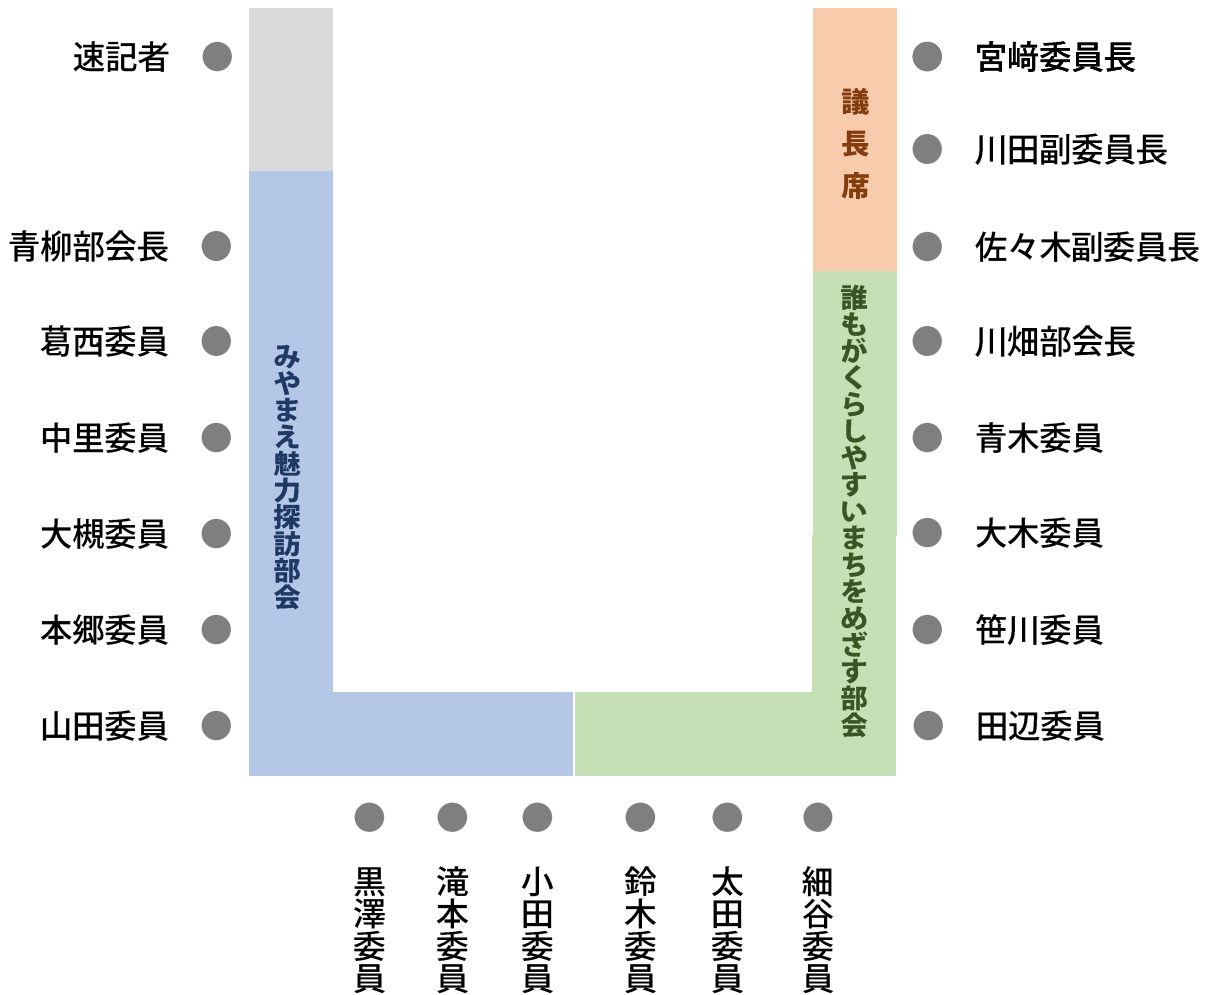 速記者
青柳部会長
葛西委員
中里委員
大槻委員
本郷委員
山田委員
みやまえ魅力探訪部会
議長席
誰もがくらしやすいまちをめざす部会
宮﨑委員長
川田副委員長
佐々木副委員長
川畑部会長
青木委員
大木委員
笹川委員
田辺委員
黒澤委員
滝本委員
小田委員
鈴木委員
太田委員
細谷委員